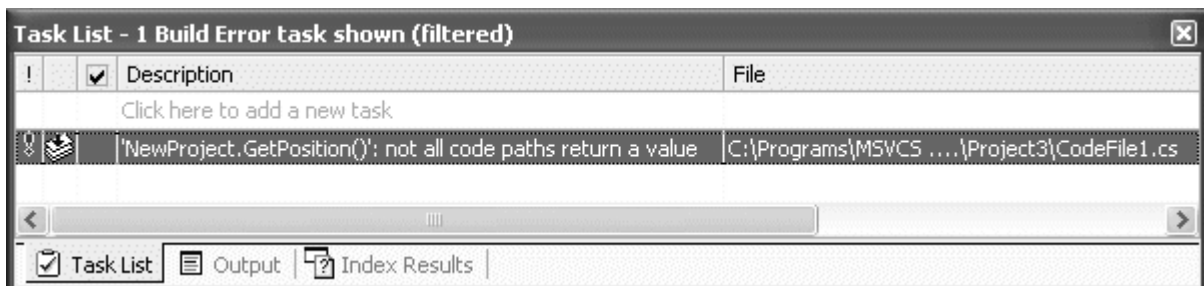 Task List - 1 Build Error task shown (filtered)
! Description File
Click here to add a new task
'NewProject.GetPosition()': not all code paths return a value C:\Programs\MSVCS ....\Project3\CodeFile1.cs
Task List Output Index Results